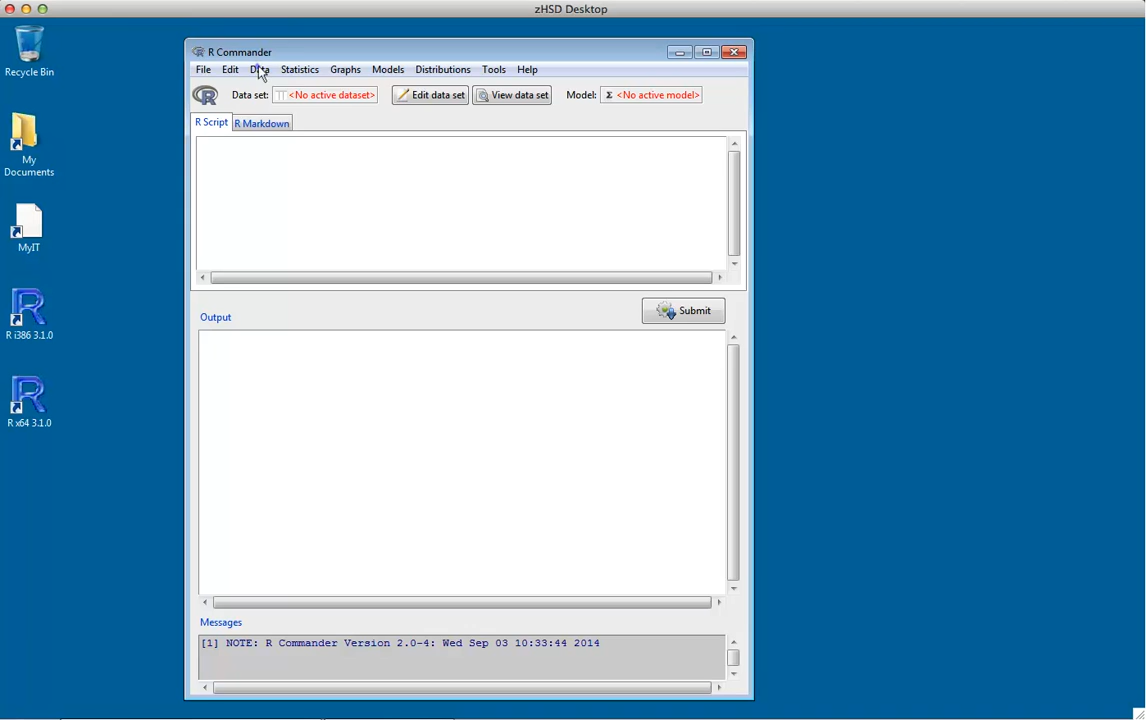 zHSD Desktop
Recycle Bin
My
Documents
MyIT
R i386 3.1.0
R x64 3.1.0
R Commander
File Edit Data Statistics Graphs Models Distributions Tools Help
Data set: <No active dataset> Edit data set View data set Model: Σ <No active model>
R Script R Markdown
Submit
Output
Messages
[1] NOTE: R Commander Version 2.0-4: Wed Sep 03 10:33:44 2014